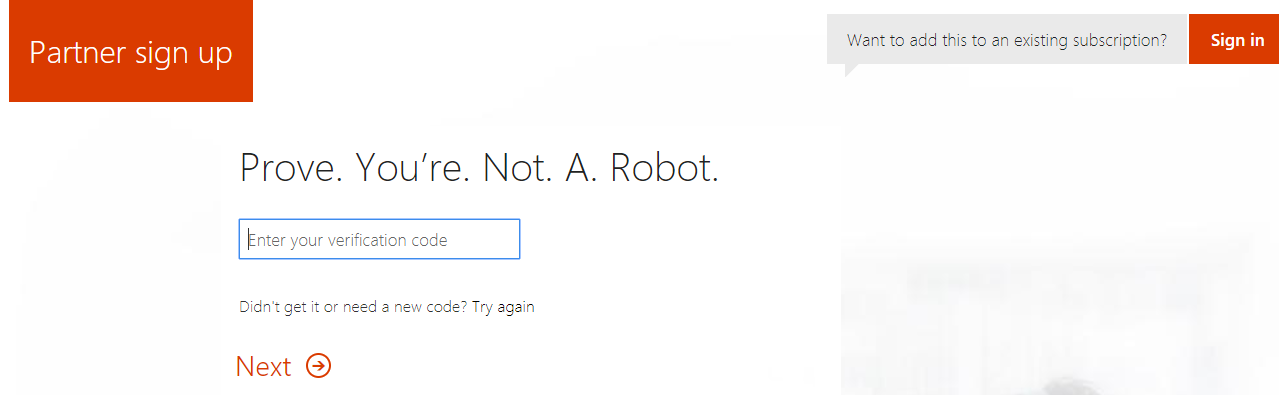 Partner sign up
Want to add this to an existing subscription?
Sign in
Prove. You’re. Not. A. Robot.
Enter your verification code
Didn't get it or need a new code? Try again
Next